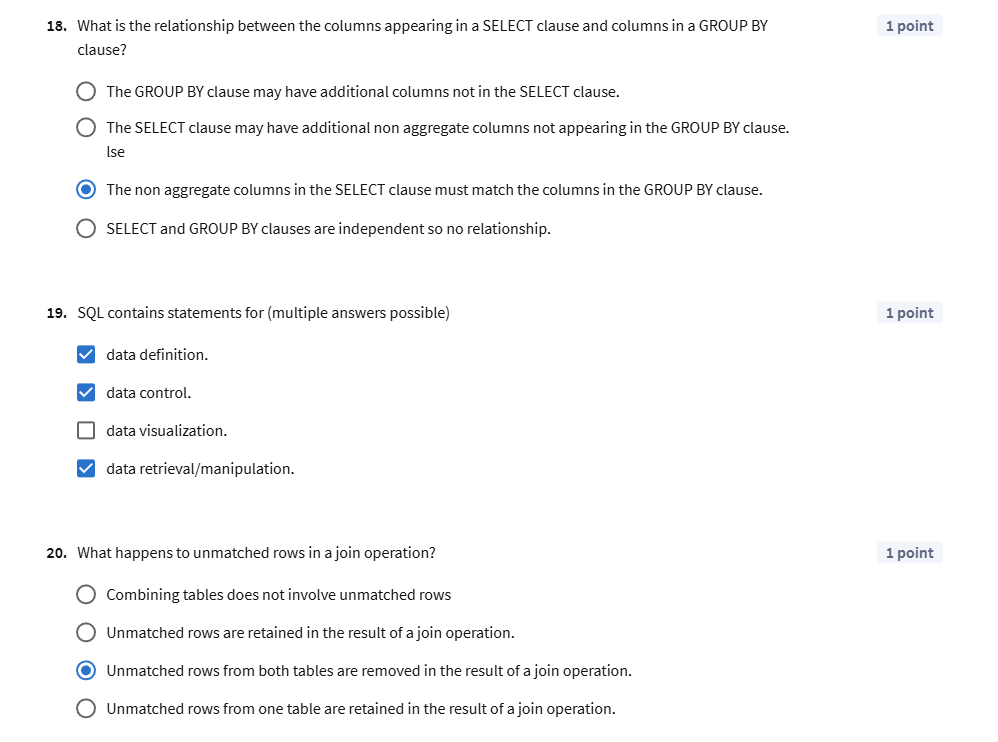 18. What is the relationship between the columns appearing in a SELECT clause and columns in a GROUP BY 1 point
clause?
The GROUP BY clause may have additional columns not in the SELECT clause.
The SELECT clause may have additional non aggregate columns not appearing in the GROUP BY clause.
lse
The non aggregate columns in the SELECT clause must match the columns in the GROUP BY clause.
SELECT and GROUP BY clauses are independent so no relationship.
19. SQL contains statements for (multiple answers possible) 1 point
data definition.
data control.
data visualization.
data retrieval/manipulation.
20. What happens to unmatched rows in a join operation? 1 point
Combining tables does not involve unmatched rows
Unmatched rows are retained in the result of a join operation.
Unmatched rows from both tables are removed in the result of a join operation.
Unmatched rows from one table are retained in the result of a join operation.